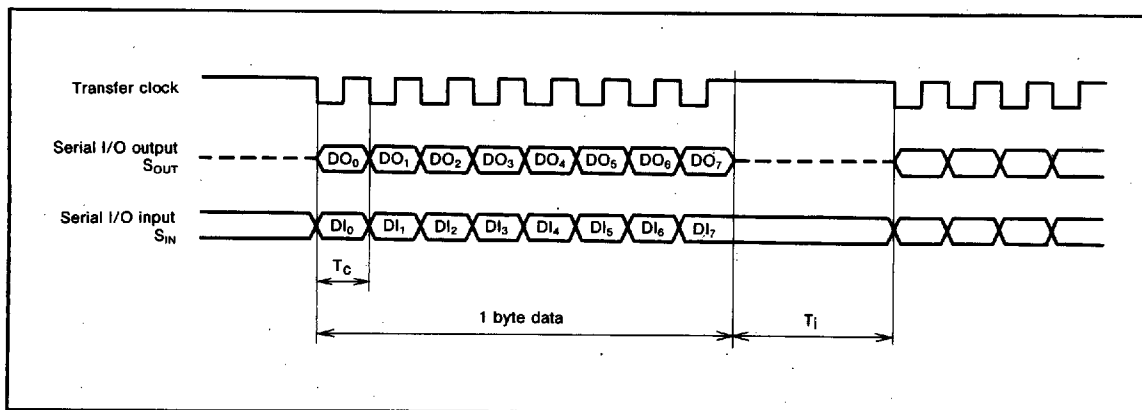 Transfer clock
Serial I/O output
SOUT
DO0 DO1 DO2 DO3 DO4 DO5 DO6 DO7
Serial I/O input
SIN
DI0 DI1 DI2 DI3 DI4 DI5 DI6 DI7
TC
1 byte data
Ti